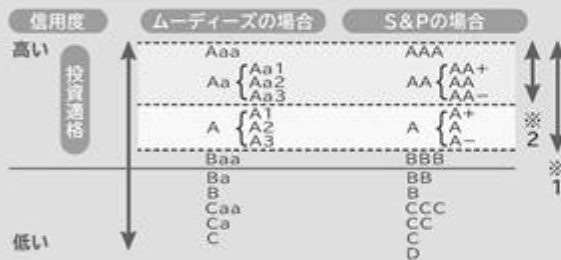 信用度 ムーディーズの場合 S&Pの場合
高い Aaa AAA
投資適格
Aa { Aa1 AA { AA+
Aa2 AA
Aa3 AA−
※2
A { A1 A { A+
A2 A
A3 A−
※1
Baa BBB
Ba BB
B B
Caa CCC
Ca CC
低い C C
D